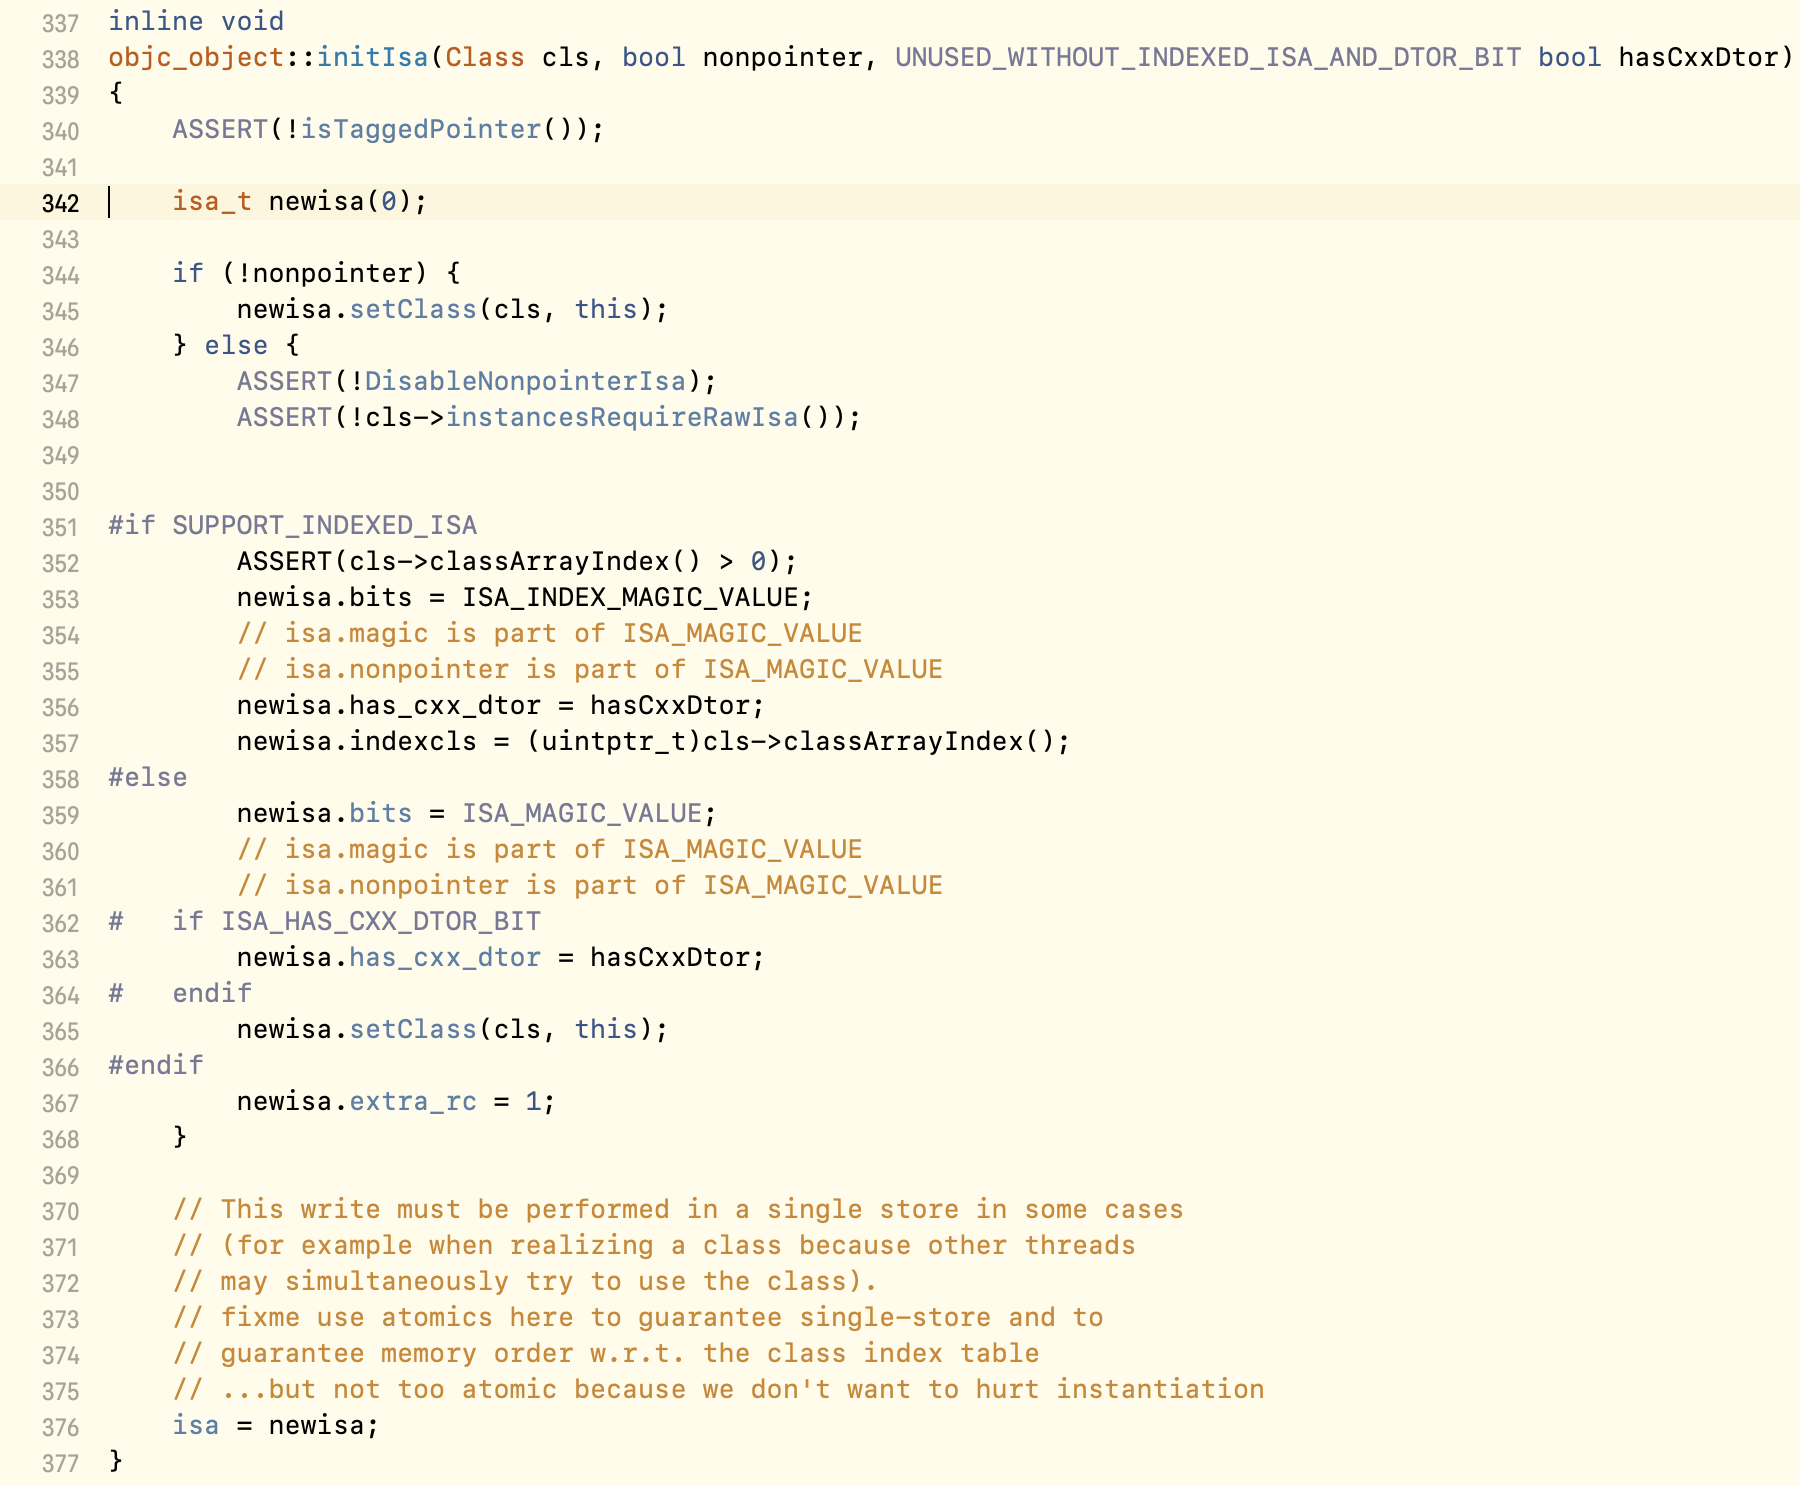 337 inline void
338 objc_object::initIsa(Class cls, bool nonpointer, UNUSED_WITHOUT_INDEXED_ISA_AND_DTOR_BIT bool hasCxxDtor)
339 {
340     ASSERT(!isTaggedPointer());
341
342     isa_t newisa(0);
343
344     if (!nonpointer) {
345         newisa.setClass(cls, this);
346     } else {
347         ASSERT(!DisableNonpointerIsa);
348         ASSERT(!cls->instancesRequireRawIsa());
349
350
351 #if SUPPORT_INDEXED_ISA
352         ASSERT(cls->classArrayIndex() > 0);
353         newisa.bits = ISA_INDEX_MAGIC_VALUE;
354         // isa.magic is part of ISA_MAGIC_VALUE
355         // isa.nonpointer is part of ISA_MAGIC_VALUE
356         newisa.has_cxx_dtor = hasCxxDtor;
357         newisa.indexcls = (uintptr_t)cls->classArrayIndex();
358 #else
359         newisa.bits = ISA_MAGIC_VALUE;
360         // isa.magic is part of ISA_MAGIC_VALUE
361         // isa.nonpointer is part of ISA_MAGIC_VALUE
362 #   if ISA_HAS_CXX_DTOR_BIT
363         newisa.has_cxx_dtor = hasCxxDtor;
364 #   endif
365         newisa.setClass(cls, this);
366 #endif
367         newisa.extra_rc = 1;
368     }
369
370     // This write must be performed in a single store in some cases
371     // (for example when realizing a class because other threads
372     // may simultaneously try to use the class).
373     // fixme use atomics here to guarantee single-store and to
374     // guarantee memory order w.r.t. the class index table
375     // ...but not too atomic because we don't want to hurt instantiation
376     isa = newisa;
377 }